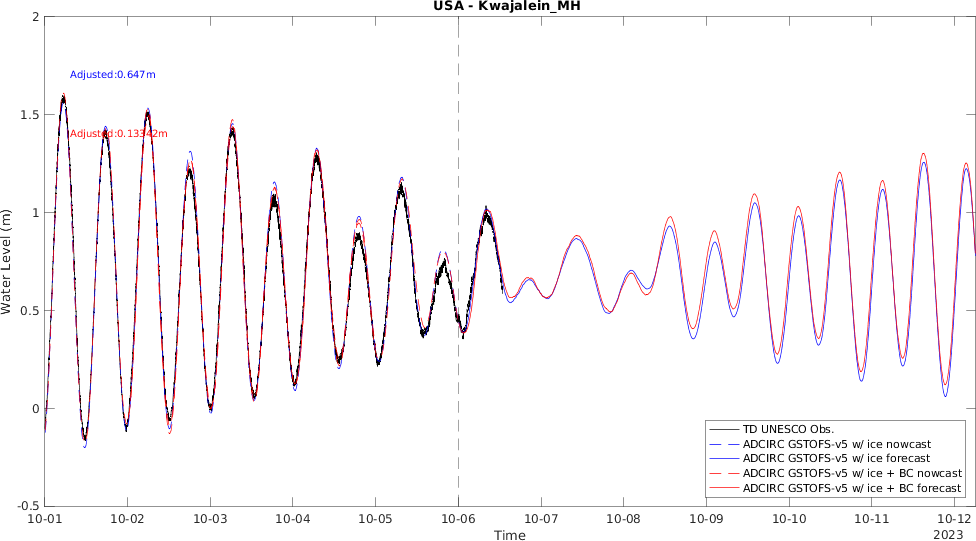 USA - Kwajalein_MH
2
1.5
1
0.5
0
-0.5
Water Level (m)
Adjusted:0.647m
Adjusted:0.13342m
TD UNESCO Obs.
ADCIRC GSTOFS-v5 w/ ice nowcast
ADCIRC GSTOFS-v5 w/ ice forecast
ADCIRC GSTOFS-v5 w/ ice + BC nowcast
ADCIRC GSTOFS-v5 w/ ice + BC forecast
10-01 10-02 10-03 10-04 10-05 10-06 10-07 10-08 10-09 10-10 10-11 10-12
Time
2023